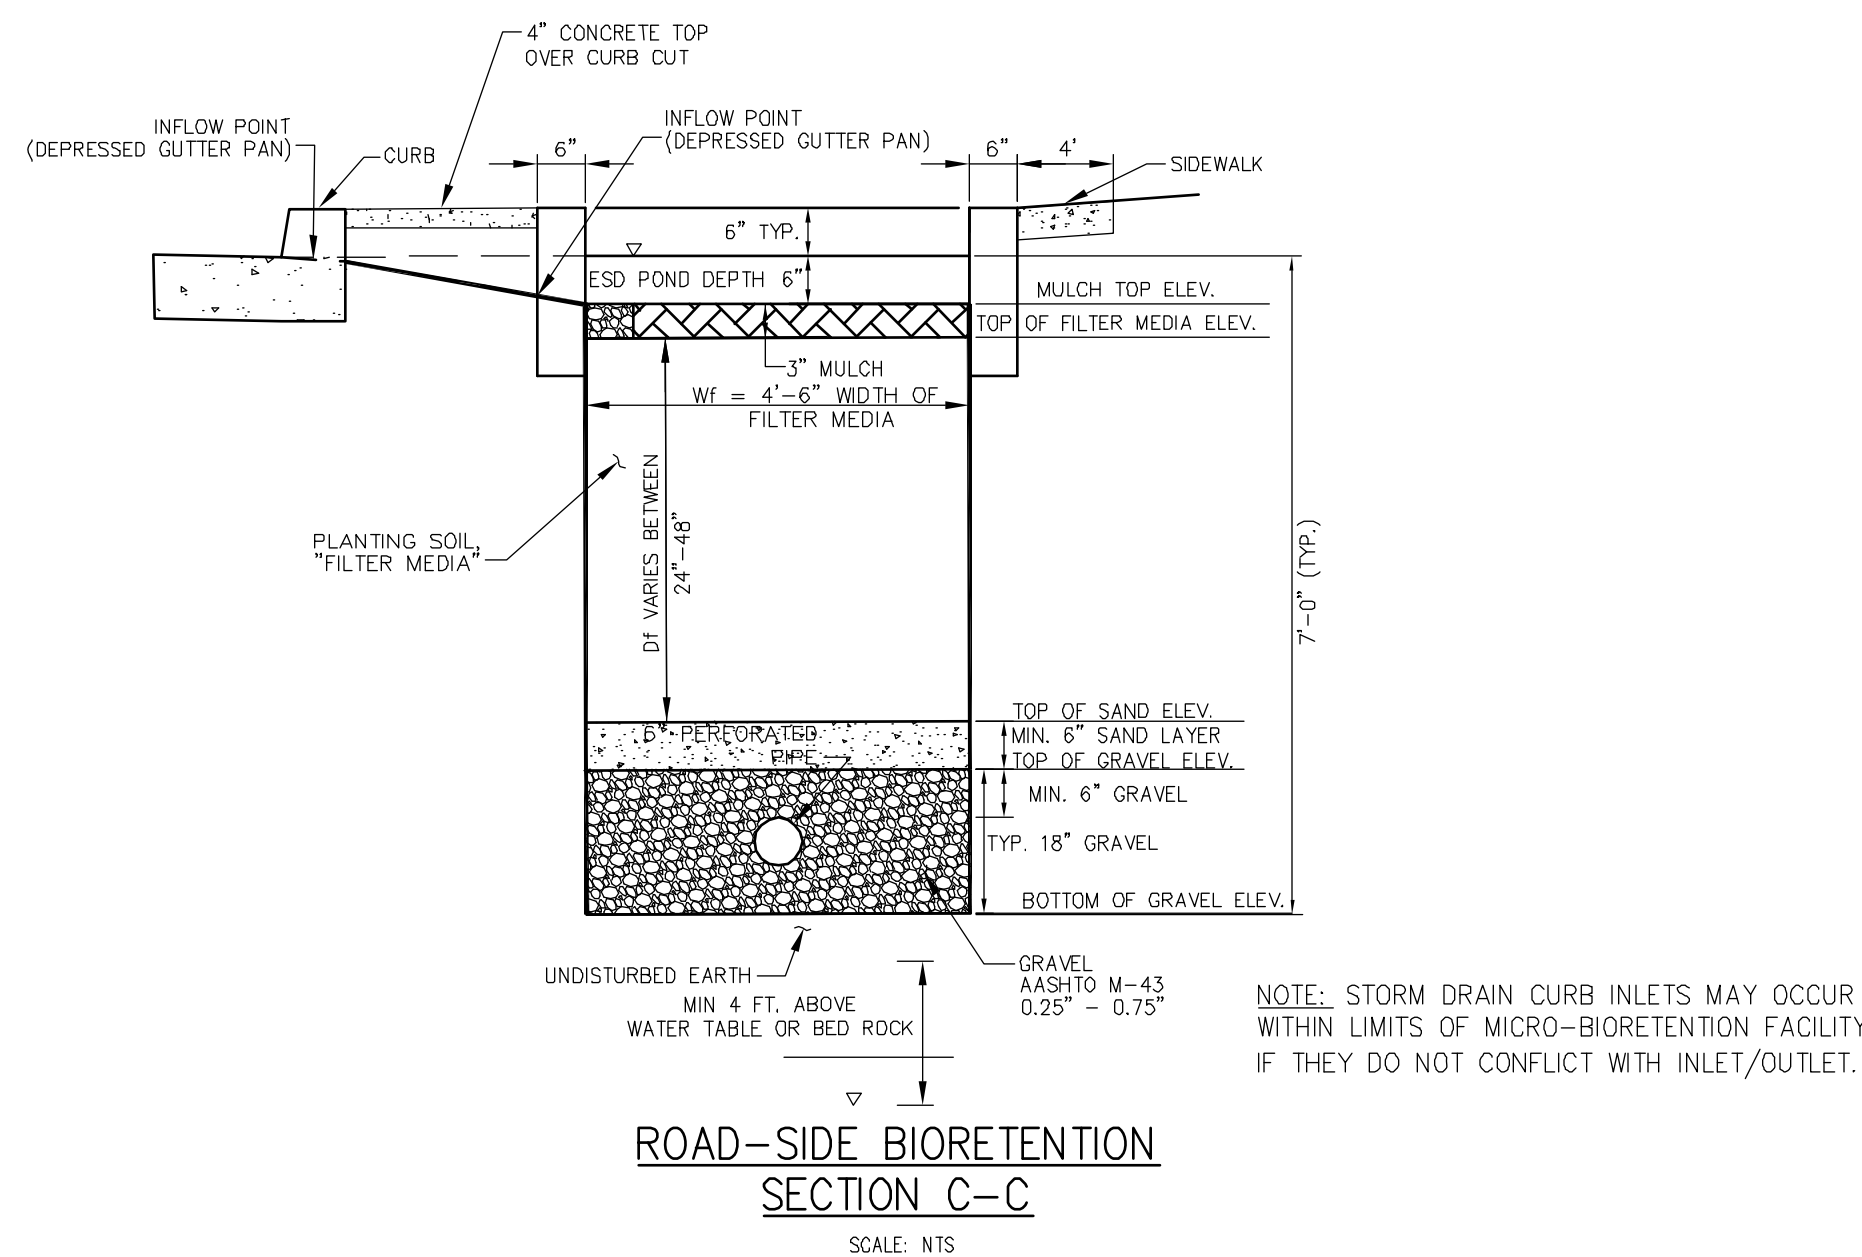 4" CONCRETE TOP
OVER CURB CUT
INFLOW POINT
(DEPRESSED GUTTER PAN)
CURB
INFLOW POINT
(DEPRESSED GUTTER PAN)
6"
6"
4'
SIDEWALK
6" TYP.
ESD POND DEPTH 6"
MULCH TOP ELEV.
TOP OF FILTER MEDIA ELEV.
3" MULCH
Wf = 4'-6" WIDTH OF
FILTER MEDIA
Df VARIES BETWEEN
24"-48"
PLANTING SOIL,
"FILTER MEDIA"
7'-0" (TYP.)
TOP OF SAND ELEV.
MIN. 6" SAND LAYER
TOP OF GRAVEL ELEV.
6" PERFORATED
PIPE
MIN. 6" GRAVEL
TYP. 18" GRAVEL
BOTTOM OF GRAVEL ELEV.
UNDISTURBED EARTH
GRAVEL
AASHTO M-43
0.25" - 0.75"
MIN 4 FT. ABOVE
WATER TABLE OR BED ROCK
NOTE: STORM DRAIN CURB INLETS MAY OCCUR
WITHIN LIMITS OF MICRO-BIORETENTION FACILITY
IF THEY DO NOT CONFLICT WITH INLET/OUTLET.
ROAD-SIDE BIORETENTION
SECTION C-C
SCALE: NTS